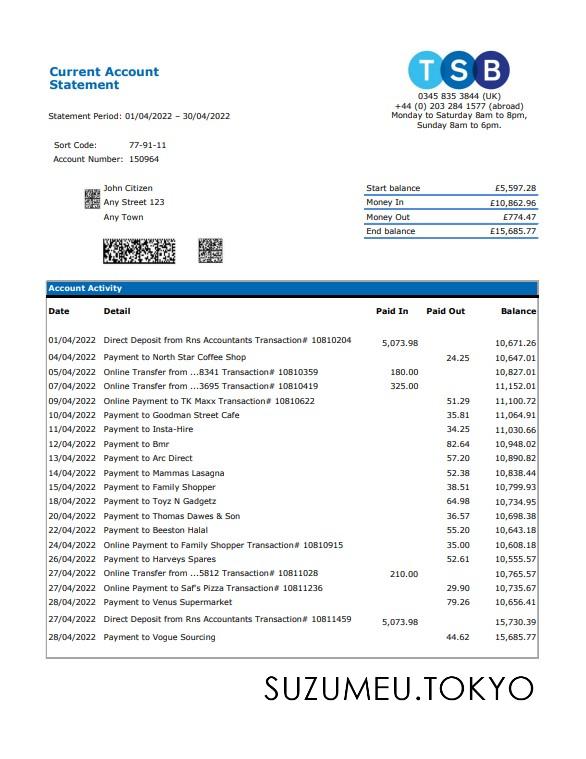 Current Account
Statement
TSB
0345 835 3844 (UK)
+44 (0) 203 284 1577 (abroad)
Monday to Saturday 8am to 8pm,
Sunday 8am to 6pm.
Statement Period: 01/04/2022 – 30/04/2022
Sort Code: 77-91-11
Account Number: 150964
John Citizen
Any Street 123
Any Town
Start balance £5,597.28
Money In £10,862.96
Money Out £774.47
End balance £15,685.77
Account Activity
Date Detail Paid In Paid Out Balance
01/04/2022 Direct Deposit from Rns Accountants Transaction# 10810204 5,073.98 10,671.26
04/04/2022 Payment to North Star Coffee Shop 24.25 10,647.01
05/04/2022 Online Transfer from ...8341 Transaction# 10810359 180.00 10,827.01
07/04/2022 Online Transfer from ...3695 Transaction# 10810419 325.00 11,152.01
09/04/2022 Online Payment to TK Maxx Transaction# 10810622 51.29 11,100.72
10/04/2022 Payment to Goodman Street Cafe 35.81 11,064.91
11/04/2022 Payment to Insta-Hire 34.25 11,030.66
12/04/2022 Payment to Bmr 82.64 10,948.02
13/04/2022 Payment to Arc Direct 57.20 10,890.82
14/04/2022 Payment to Mammas Lasagna 52.38 10,838.44
15/04/2022 Payment to Family Shopper 38.51 10,799.93
18/04/2022 Payment to Toyz N Gadgetz 64.98 10,734.95
20/04/2022 Payment to Thomas Dawes & Son 36.57 10,698.38
22/04/2022 Payment to Beeston Halal 55.20 10,643.18
24/04/2022 Online Payment to Family Shopper Transaction# 10810915 35.00 10,608.18
26/04/2022 Payment to Harveys Spares 52.61 10,555.57
27/04/2022 Online Transfer from ...5812 Transaction# 10811028 210.00 10,765.57
27/04/2022 Online Payment to Saf's Pizza Transaction# 10811236 29.90 10,735.67
28/04/2022 Payment to Venus Supermarket 79.26 10,656.41
27/04/2022 Direct Deposit from Rns Accountants Transaction# 10811459 5,073.98 15,730.39
28/04/2022 Payment to Vogue Sourcing 44.62 15,685.77
SUZUMEU.TOKYO